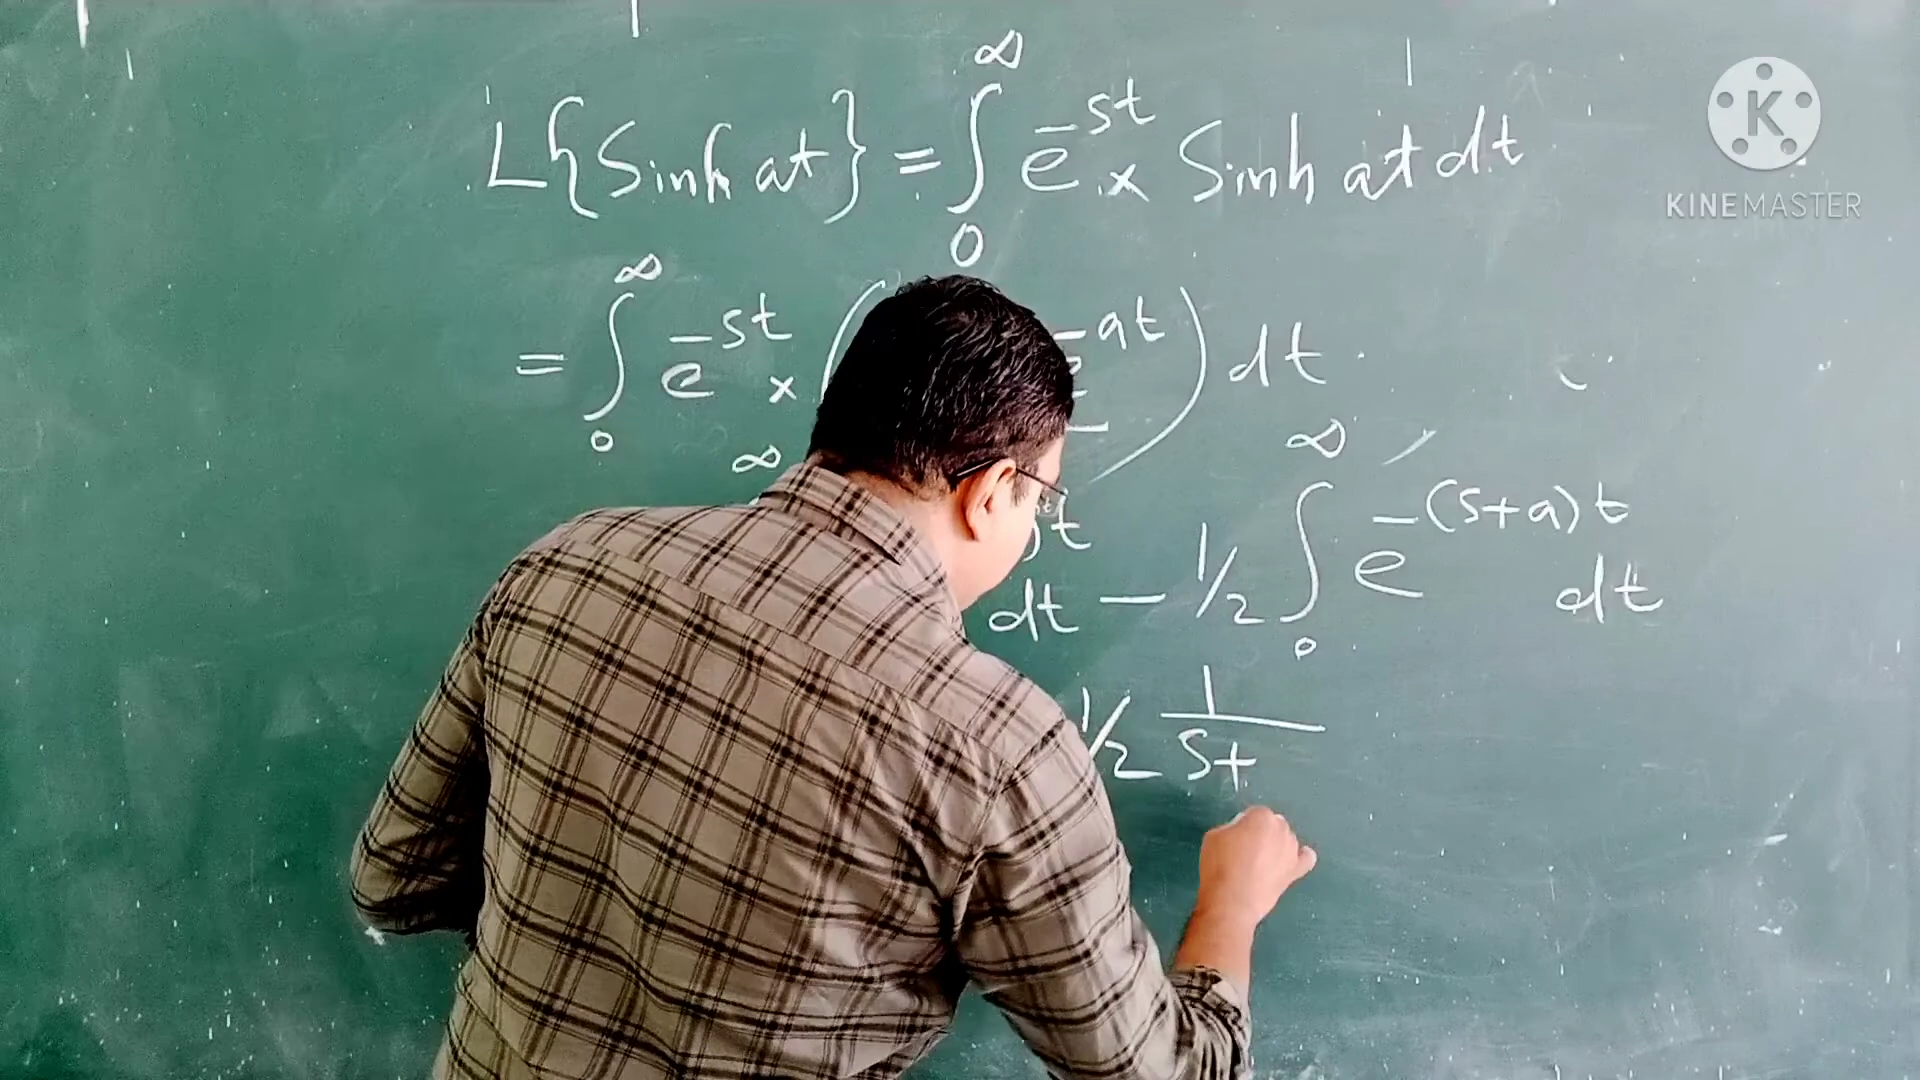 L{Sinh at} = ∫₀^∞ e^{-st} × Sinh at dt
K
KINEMASTER
= ∫₀^∞ e^{-st} × ( e^{-at} ) dt
∞ )t dt - 1/2 ∫₀^∞ e^{-(s+a)t} dt
1/2 1/(S+